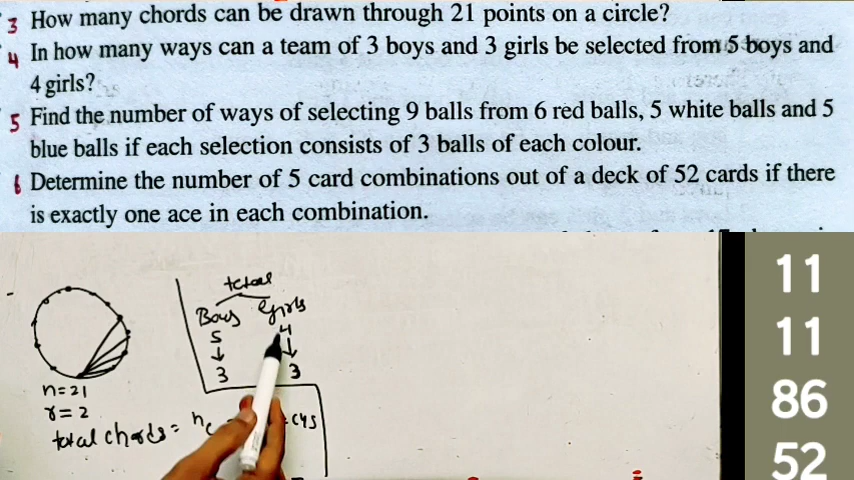 3 How many chords can be drawn through 21 points on a circle?
4 In how many ways can a team of 3 boys and 3 girls be selected from 5 boys and
4 girls?
5 Find the number of ways of selecting 9 balls from 6 red balls, 5 white balls and 5
blue balls if each selection consists of 3 balls of each colour.
6 Determine the number of 5 card combinations out of a deck of 52 cards if there
is exactly one ace in each combination.
total
Boys Girls
5 4
3 3
n=21
r=2
total chords =
11
11
86
52